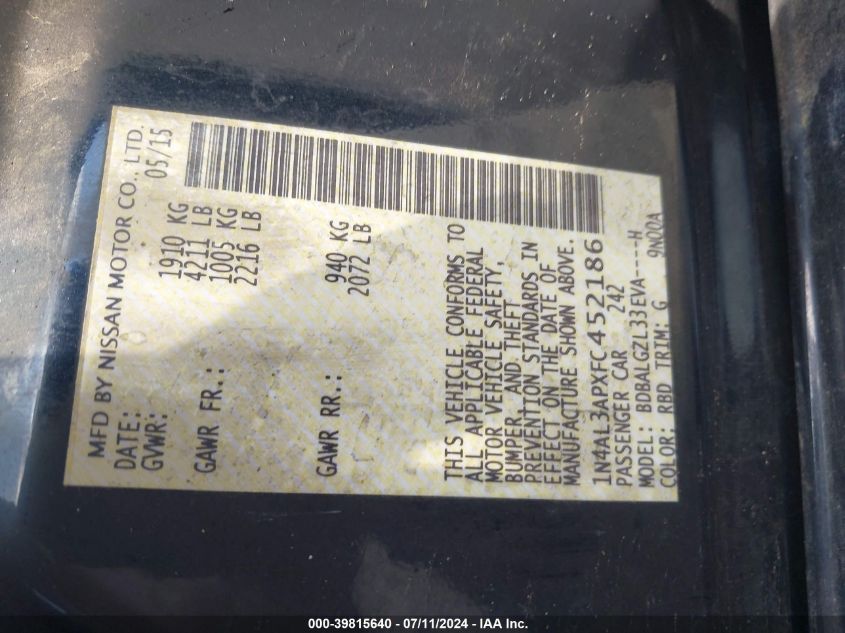 MFD BY NISSAN MOTOR CO., LTD.
DATE: 05/15
GVWR: 1910 KG
4211 LB
GAWR FR.: 1005 KG
2216 LB
GAWR RR.: 940 KG
2072 LB
THIS VEHICLE CONFORMS TO
ALL APPLICABLE FEDERAL
MOTOR VEHICLE SAFETY,
BUMPER, AND THEFT
PREVENTION STANDARDS IN
EFFECT ON THE DATE OF
MANUFACTURE SHOWN ABOVE.
1N4AL3APXFC452186
PASSENGER CAR 242
MODEL: BDBALGZL33EVA----H
COLOR: RBD TRIM: G 9N00A
000-39815640 - 07/11/2024 - IAA Inc.